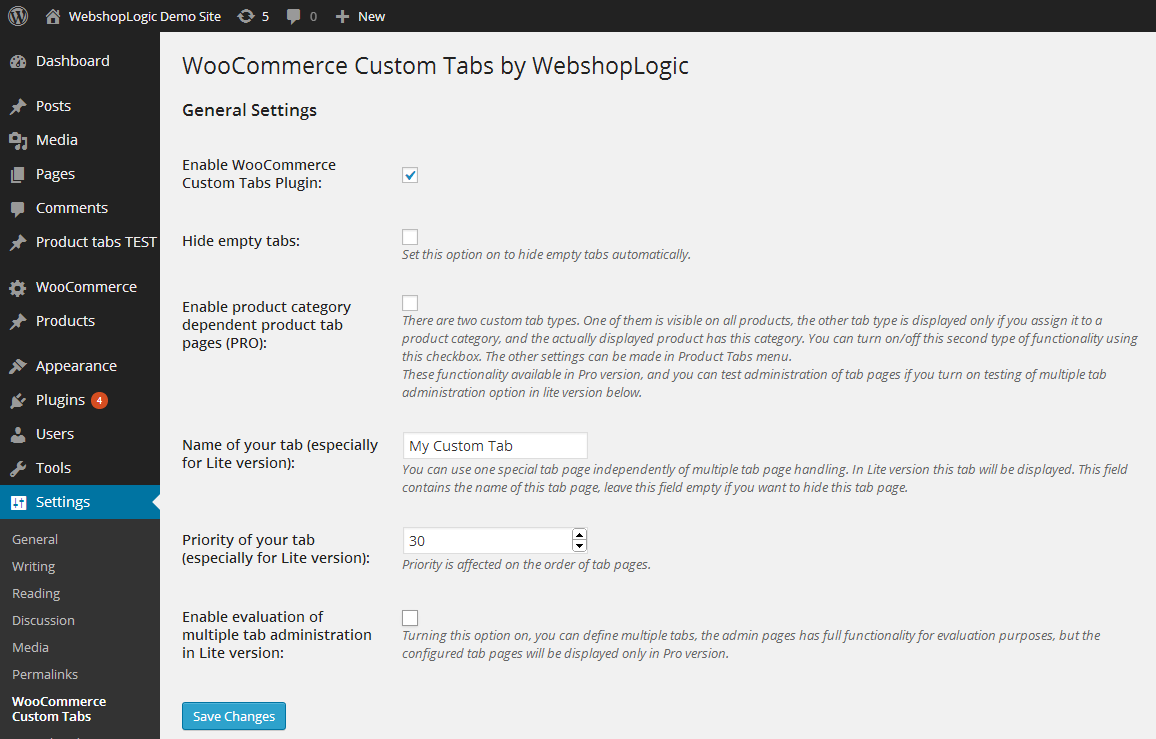 WebshopLogic Demo Site 5 0 New
Dashboard
Posts
Media
Pages
Comments
Product tabs TEST
WooCommerce
Products
Appearance
Plugins 4
Users
Tools
Settings
General
Writing
Reading
Discussion
Media
Permalinks
WooCommerce
Custom Tabs
WooCommerce Custom Tabs by WebshopLogic
General Settings
Enable WooCommerce
Custom Tabs Plugin:
Hide empty tabs:
Set this option on to hide empty tabs automatically.
Enable product category
dependent product tab
pages (PRO):
There are two custom tab types. One of them is visible on all products, the other tab type is displayed only if you assign it to a
product category, and the actually displayed product has this category. You can turn on/off this second type of functionality using
this checkbox. The other settings can be made in Product Tabs menu.
These functionality available in Pro version, and you can test administration of tab pages if you turn on testing of multiple tab
administration option in lite version below.
Name of your tab (especially
for Lite version):
My Custom Tab
You can use one special tab page independently of multiple tab page handling. In Lite version this tab will be displayed. This field
contains the name of this tab page, leave this field empty if you want to hide this tab page.
Priority of your tab
(especially for Lite version):
30
Priority is affected on the order of tab pages.
Enable evaluation of
multiple tab administration
in Lite version:
Turning this option on, you can define multiple tabs, the admin pages has full functionality for evaluation purposes, but the
configured tab pages will be displayed only in Pro version.
Save Changes